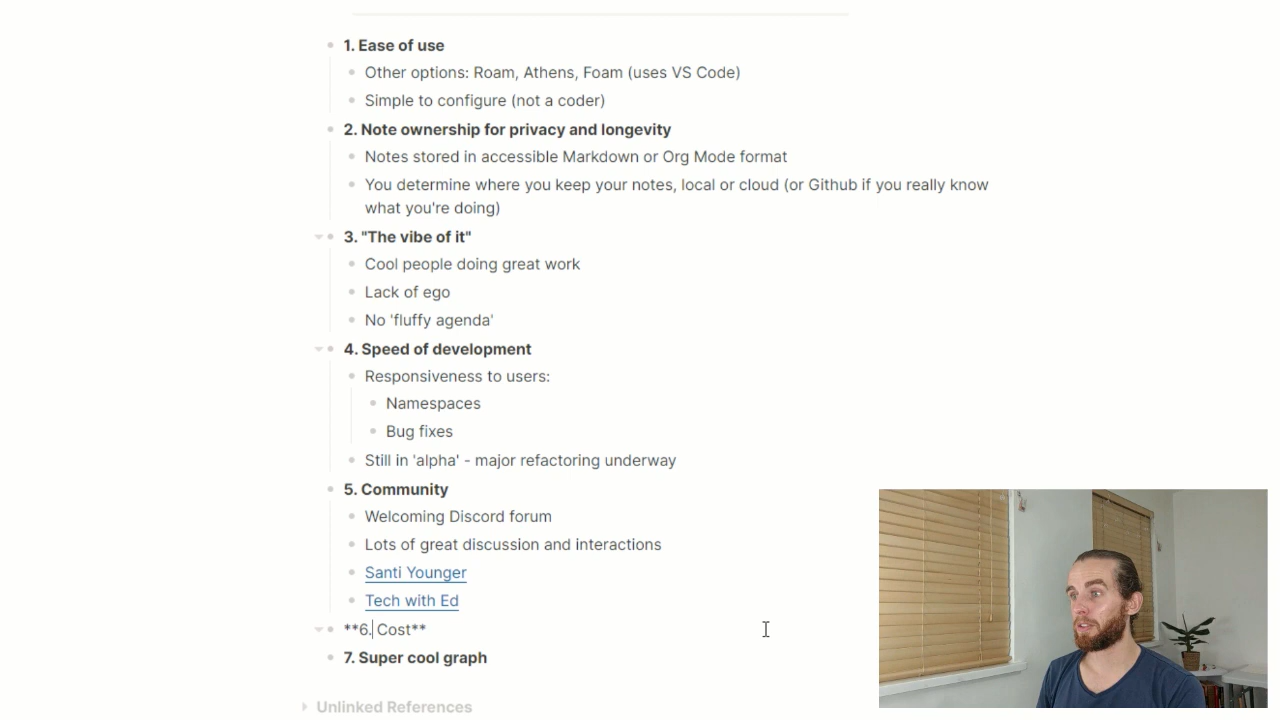 1. Ease of use
Other options: Roam, Athens, Foam (uses VS Code)
Simple to configure (not a coder)
2. Note ownership for privacy and longevity
Notes stored in accessible Markdown or Org Mode format
You determine where you keep your notes, local or cloud (or Github if you really know
what you're doing)
3. "The vibe of it"
Cool people doing great work
Lack of ego
No 'fluffy agenda'
4. Speed of development
Responsiveness to users:
Namespaces
Bug fixes
Still in 'alpha' - major refactoring underway
5. Community
Welcoming Discord forum
Lots of great discussion and interactions
Santi Younger
Tech with Ed
**6. Cost**
7. Super cool graph
Unlinked References